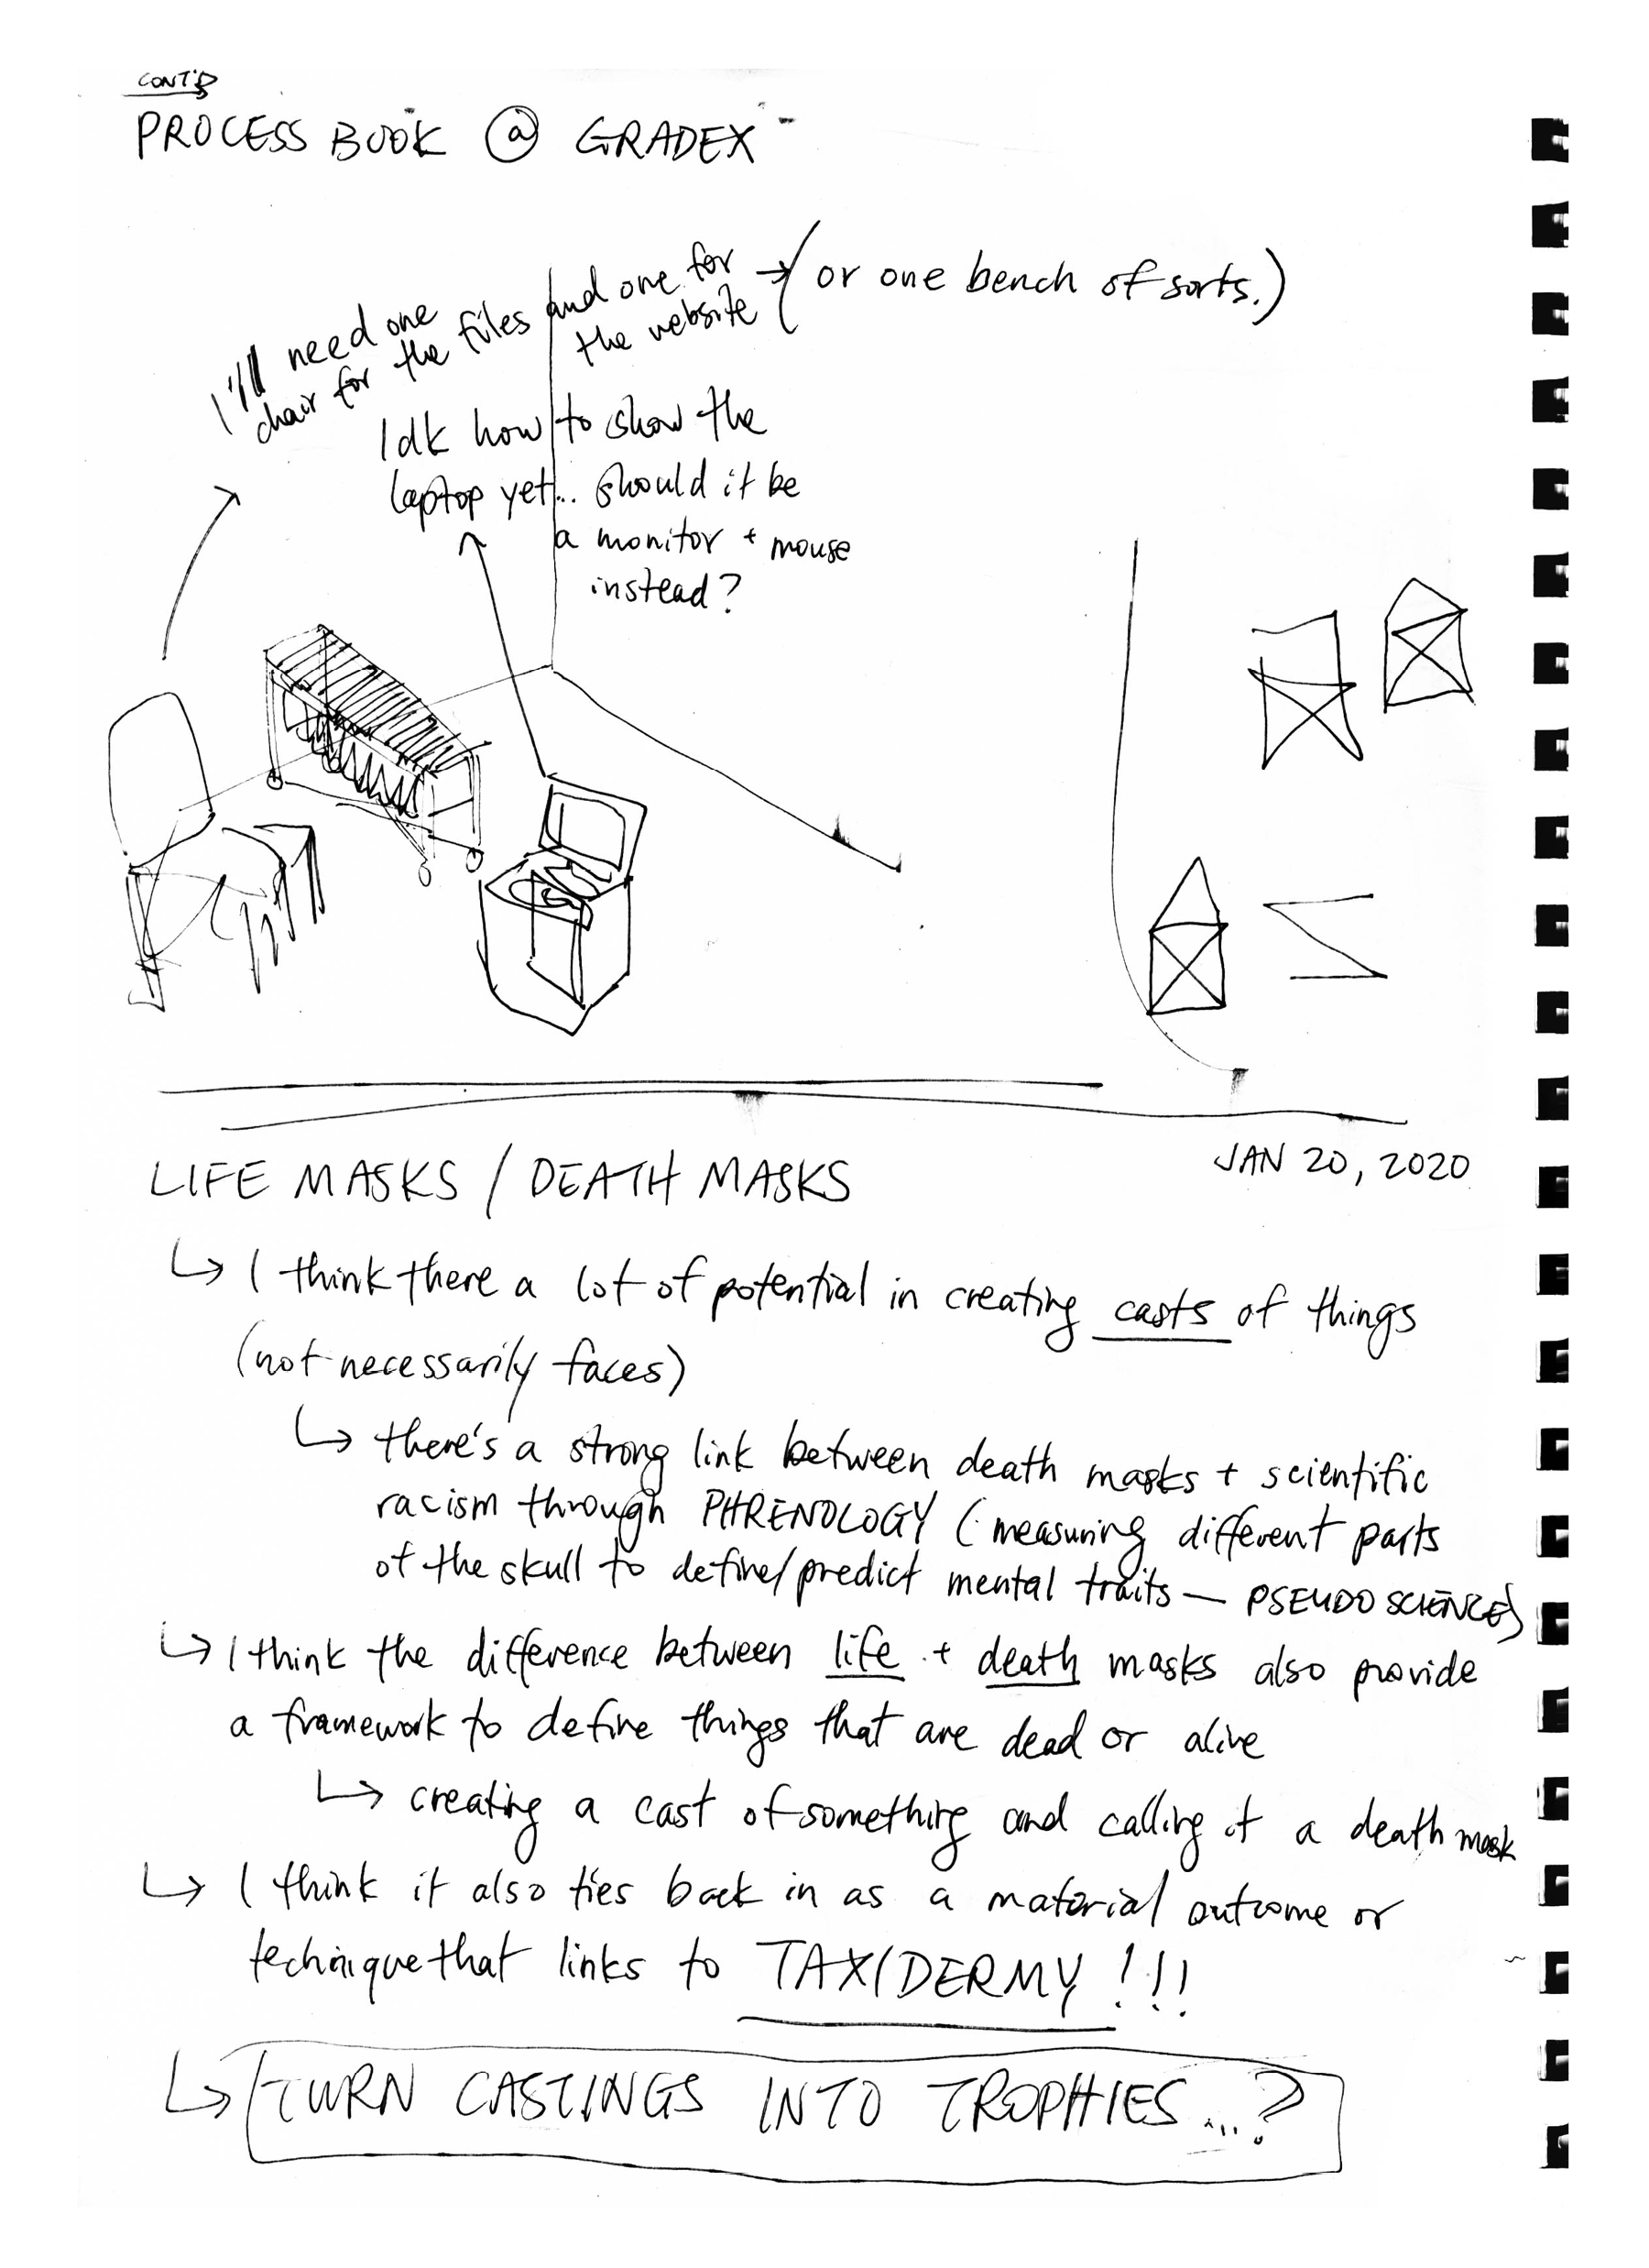 CONT'D
PROCESS BOOK @ GRADEX
I'll need one
chair for the files and one for
the website
→ (or one bench of sorts.)
Idk how to show the
laptop yet... should it be
a monitor + mouse
instead?
LIFE MASKS / DEATH MASKS
JAN 20, 2020
↳ I think there a lot of potential in creating casts of things
(not necessarily faces)
↳ there's a strong link between death masks + scientific
racism through PHRENOLOGY (measuring different parts
of the skull to define/predict mental traits — PSEUDO SCIENCE)
↳ I think the difference between life + death masks also provide
a framework to define things that are dead or alive
↳ creating a cast of something and calling it a death mask
↳ I think it also ties back in as a material outcome or
technique that links to TAXIDERMY!!!
↳ TURN CASTINGS INTO TROPHIES...?